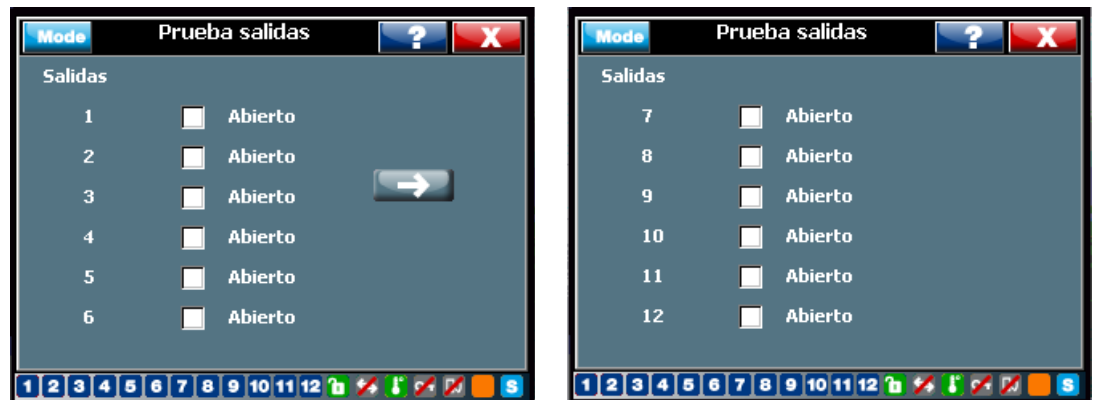 Mode Prueba salidas ? X
Salidas
1 Abierto
2 Abierto
3 Abierto
4 Abierto
5 Abierto
6 Abierto
1 2 3 4 5 6 7 8 9 10 11 12 S
Mode Prueba salidas ? X
Salidas
7 Abierto
8 Abierto
9 Abierto
10 Abierto
11 Abierto
12 Abierto
1 2 3 4 5 6 7 8 9 10 11 12 S